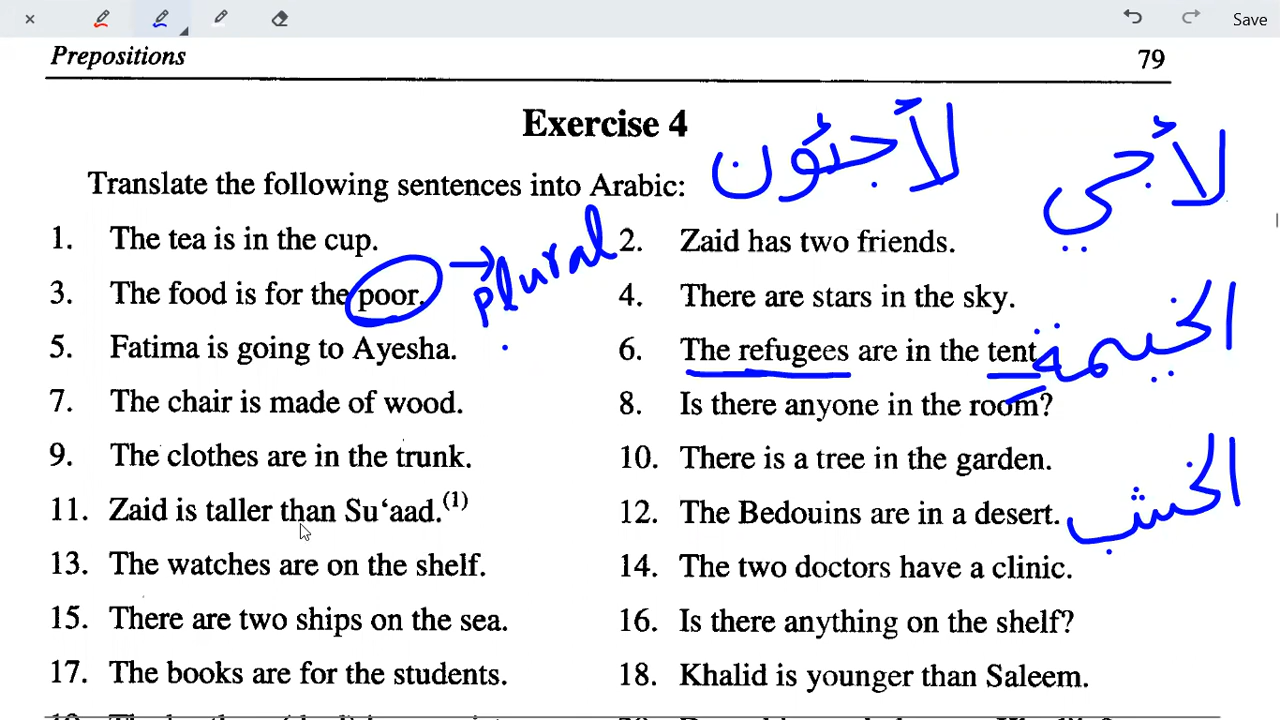 Save
Prepositions 79
Exercise 4
لأجئون
لأجي
Translate the following sentences into Arabic:
1. The tea is in the cup.
plural
2. Zaid has two friends.
3. The food is for the poor.
4. There are stars in the sky.
5. Fatima is going to Ayesha.
6. The refugees are in the tent
الخيمة
7. The chair is made of wood.
8. Is there anyone in the room?
9. The clothes are in the trunk.
10. There is a tree in the garden.
الخشب
11. Zaid is taller than Su‘aad.(1)
12. The Bedouins are in a desert.
13. The watches are on the shelf.
14. The two doctors have a clinic.
15. There are two ships on the sea.
16. Is there anything on the shelf?
17. The books are for the students.
18. Khalid is younger than Saleem.